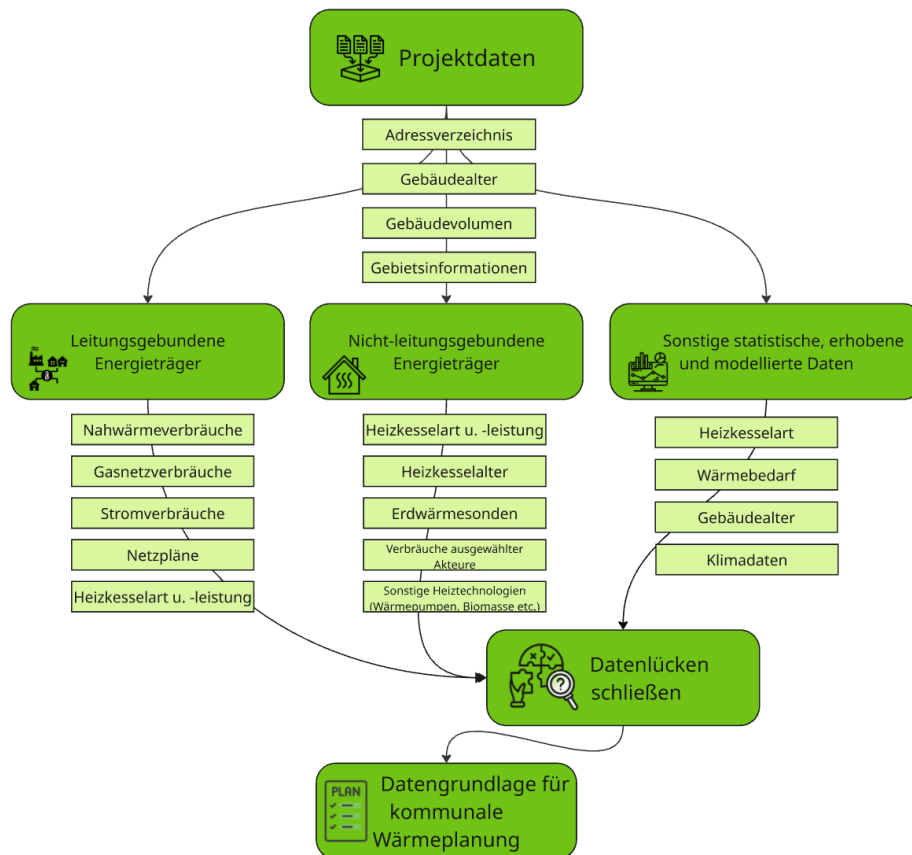 Projektdaten
Adressverzeichnis
Gebäudealter
Gebäudevolumen
Gebietsinformationen
Leitungsgebundene
Energieträger
Nahwärmeverbräuche
Gasnetzverbräuche
Stromverbräuche
Netzpläne
Heizkesselart u. -leistung
Nicht-leitungsgebundene
Energieträger
Heizkesselart u. -leistung
Heizkesselalter
Erdwärmesonden
Verbräuche ausgewählter
Akteure
Sonstige Heiztechnologien
(Wärmepumpen, Biomasse etc,)
Sonstige statistische, erhobene
und modellierte Daten
Heizkesselart
Wärmebedarf
Gebäudealter
Klimadaten
Datenlücken
schließen
PLAN
Datengrundlage für
kommunale
Wärmeplanung